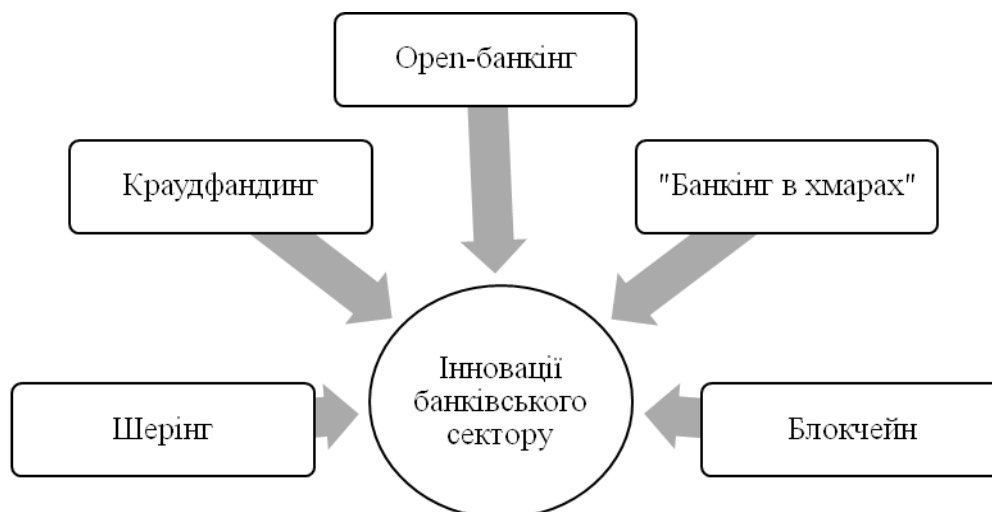 Open-банкінг
Краудфандинг
"Банкінг в хмарах"
Інновації
банківського
сектору
Шерінг
Блокчейн